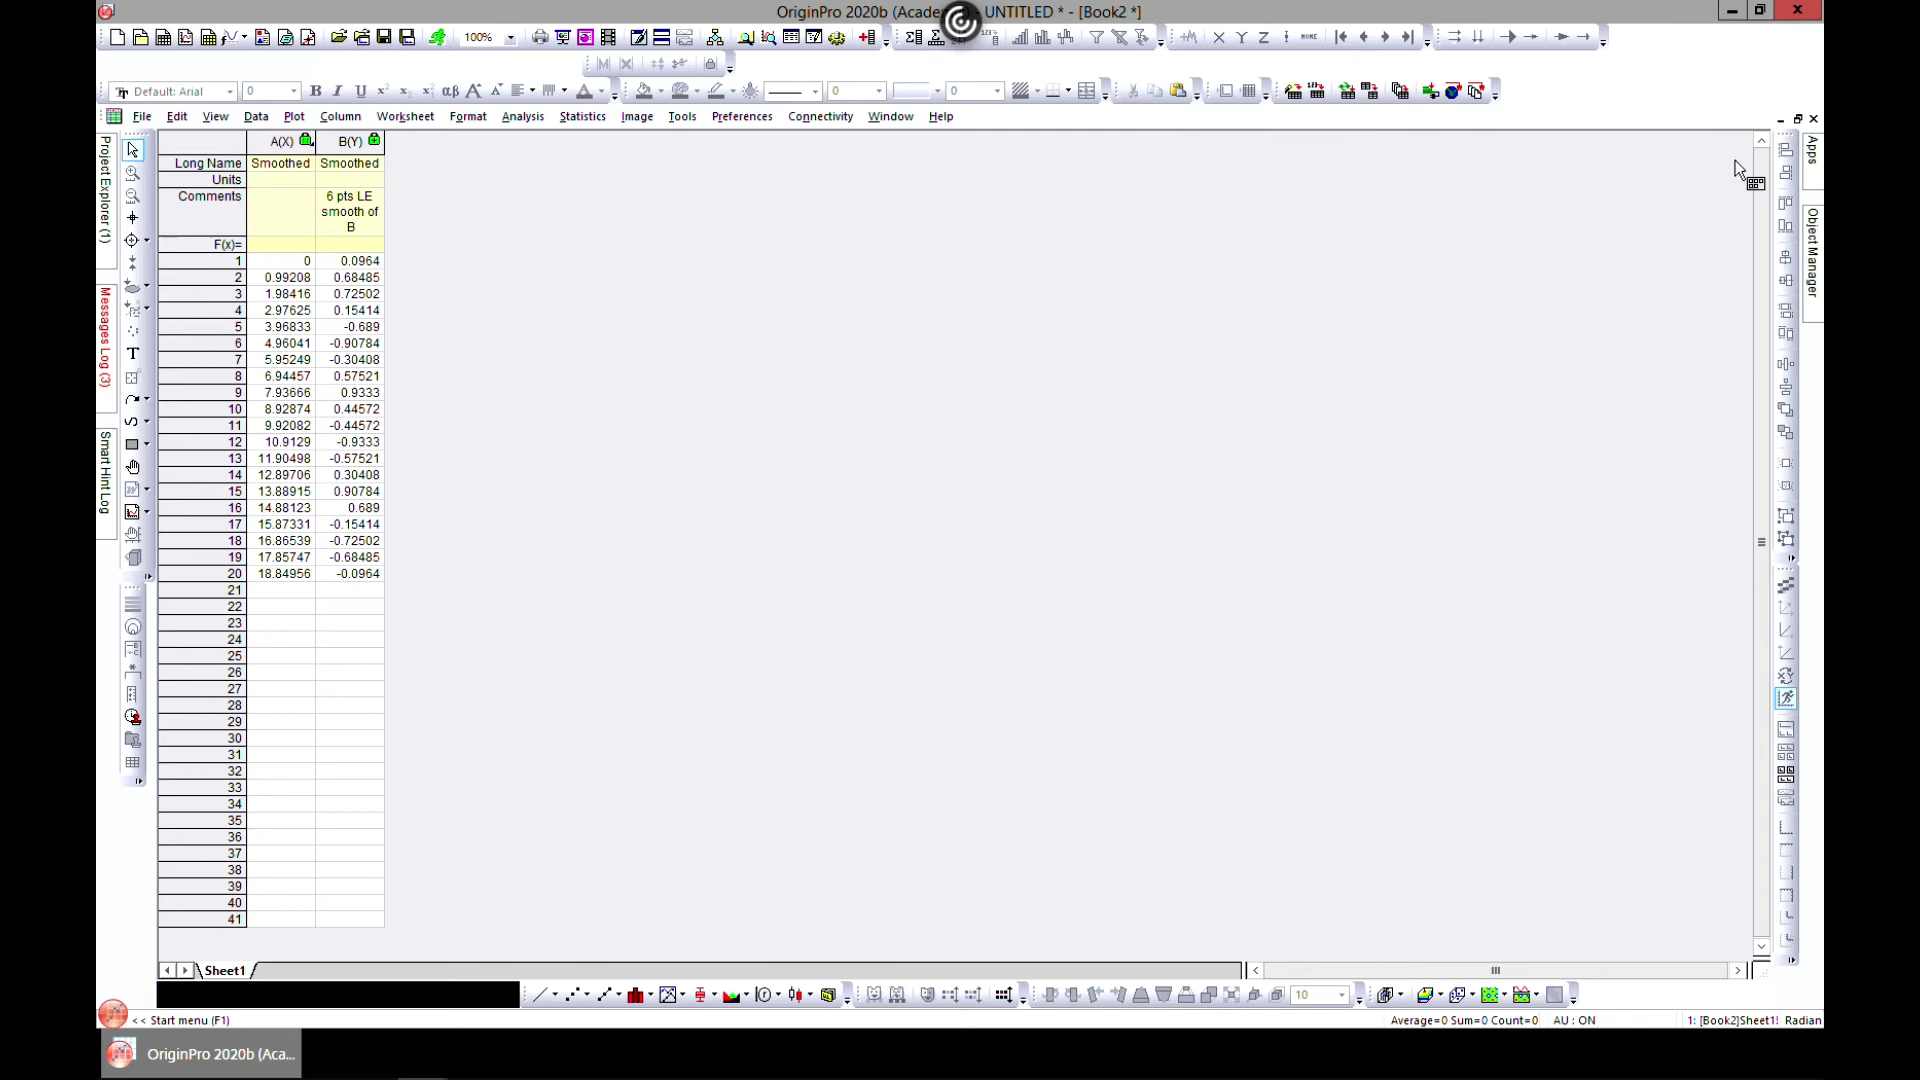 OriginPro 2020b (Acade - UNTITLED * - [Book2 *]
100%
Default: Arial 0 B I U αβ A A A 0 0
File Edit View Data Plot Column Worksheet Format Analysis Statistics Image Tools Preferences Connectivity Window Help
Project Explorer (1)
Messages Log (3)
Smart Hint Log
Apps
Object Manager
A(X) B(Y)
Long Name Smoothed Smoothed
Units
Comments 6 pts LE
smooth of
B
F(x)=
1 0 0.0964
2 0.99208 0.68485
3 1.98416 0.72502
4 2.97625 0.15414
5 3.96833 -0.689
6 4.96041 -0.90784
7 5.95249 -0.30408
8 6.94457 0.57521
9 7.93666 0.9333
10 8.92874 0.44572
11 9.92082 -0.44572
12 10.9129 -0.9333
13 11.90498 -0.57521
14 12.89706 0.30408
15 13.88915 0.90784
16 14.88123 0.689
17 15.87331 -0.15414
18 16.86539 -0.72502
19 17.85747 -0.68485
20 18.84956 -0.0964
21
22
23
24
25
26
27
28
29
30
31
32
33
34
35
36
37
38
39
40
41
Sheet1
10
<< Start menu (F1) Average=0 Sum=0 Count=0 AU : ON 1: [Book2]Sheet1! Radian
OriginPro 2020b (Aca...